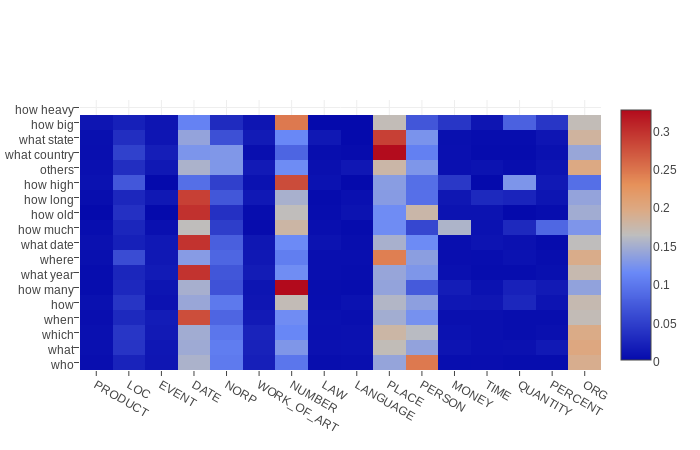 how heavy
how big
what state
what country
others
how high
how long
how old
how much
what date
where
what year
how many
how
when
which
what
who
PRODUCT
LOC
EVENT
DATE
NORP
WORK_OF_ART
NUMBER
LAW
LANGUAGE
PLACE
PERSON
MONEY
TIME
QUANTITY
PERCENT
ORG
0.3
0.25
0.2
0.15
0.1
0.05
0